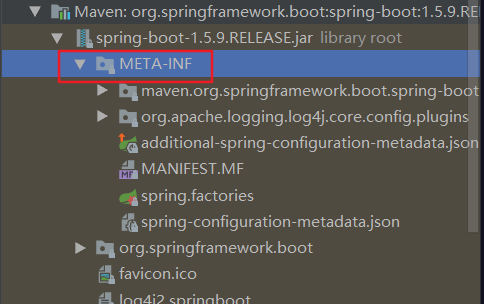 Maven: org.springframework.boot:spring-boot:1.5.9.RE
spring-boot-1.5.9.RELEASE.jar library root
META-INF
maven.org.springframework.boot.spring-boot
org.apache.logging.log4j.core.config.plugins
additional-spring-configuration-metadata.json
MF MANIFEST.MF
spring.factories
spring-configuration-metadata.json
org.springframework.boot
favicon.ico
log4j2.springboot